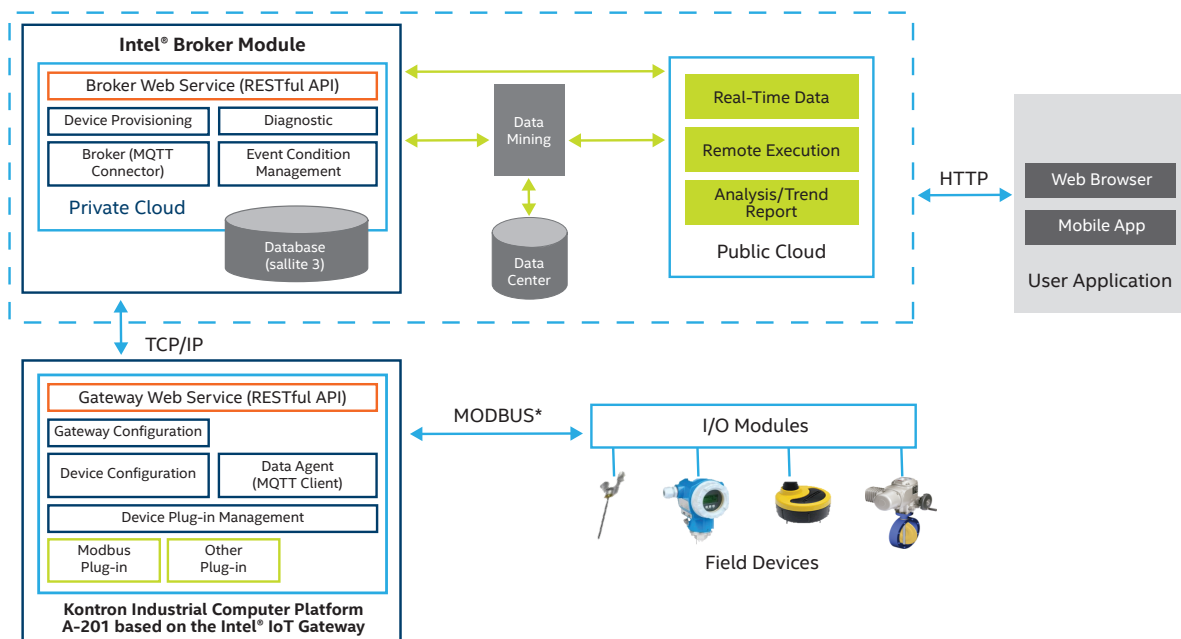 Intel® Broker Module
Broker Web Service (RESTful API)
Device Provisioning
Diagnostic
Broker (MQTT
Connector)
Event Condition
Management
Private Cloud
Database
(sallite 3)
Data
Mining
Data
Center
Real-Time Data
Remote Execution
Analysis/Trend
Report
Public Cloud
HTTP
Web Browser
Mobile App
User Application
TCP/IP
Gateway Web Service (RESTful API)
Gateway Configuration
Device Configuration
Data Agent
(MQTT Client)
Device Plug-in Management
Modbus
Plug-in
Other
Plug-in
Kontron Industrial Computer Platform
A-201 based on the Intel® IoT Gateway
MODBUS*
I/O Modules
Field Devices